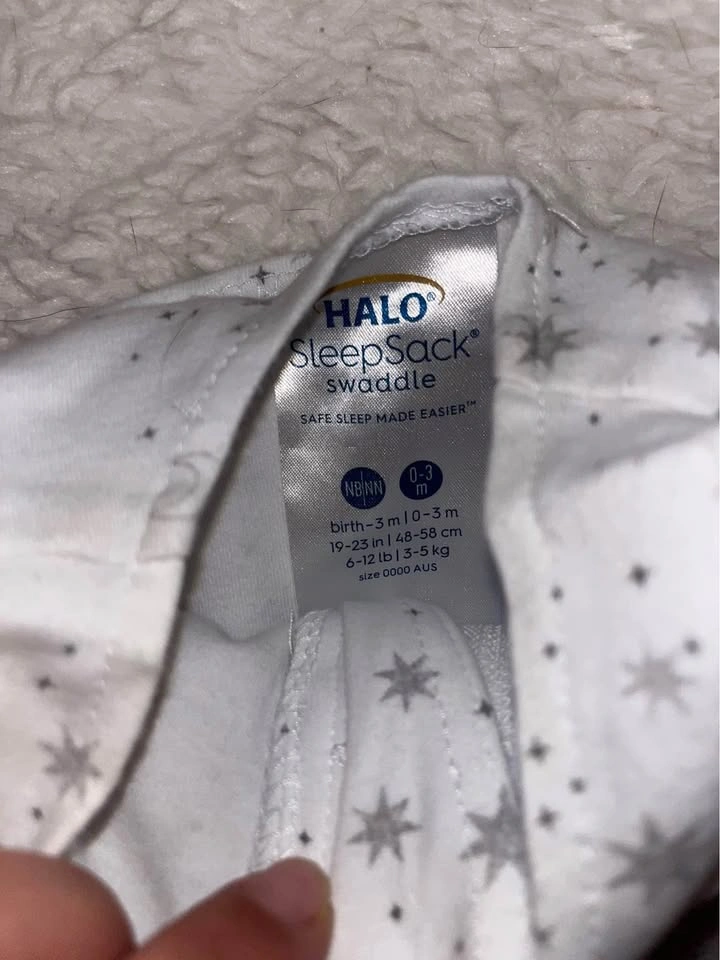 HALO®
SleepSack®
swaddle
SAFE SLEEP MADE EASIER™
NB|NN 0-3 m
birth–3 m | 0–3 m
19-23 in | 48-58 cm
6-12 lb | 3-5 kg
size 0000 AUS